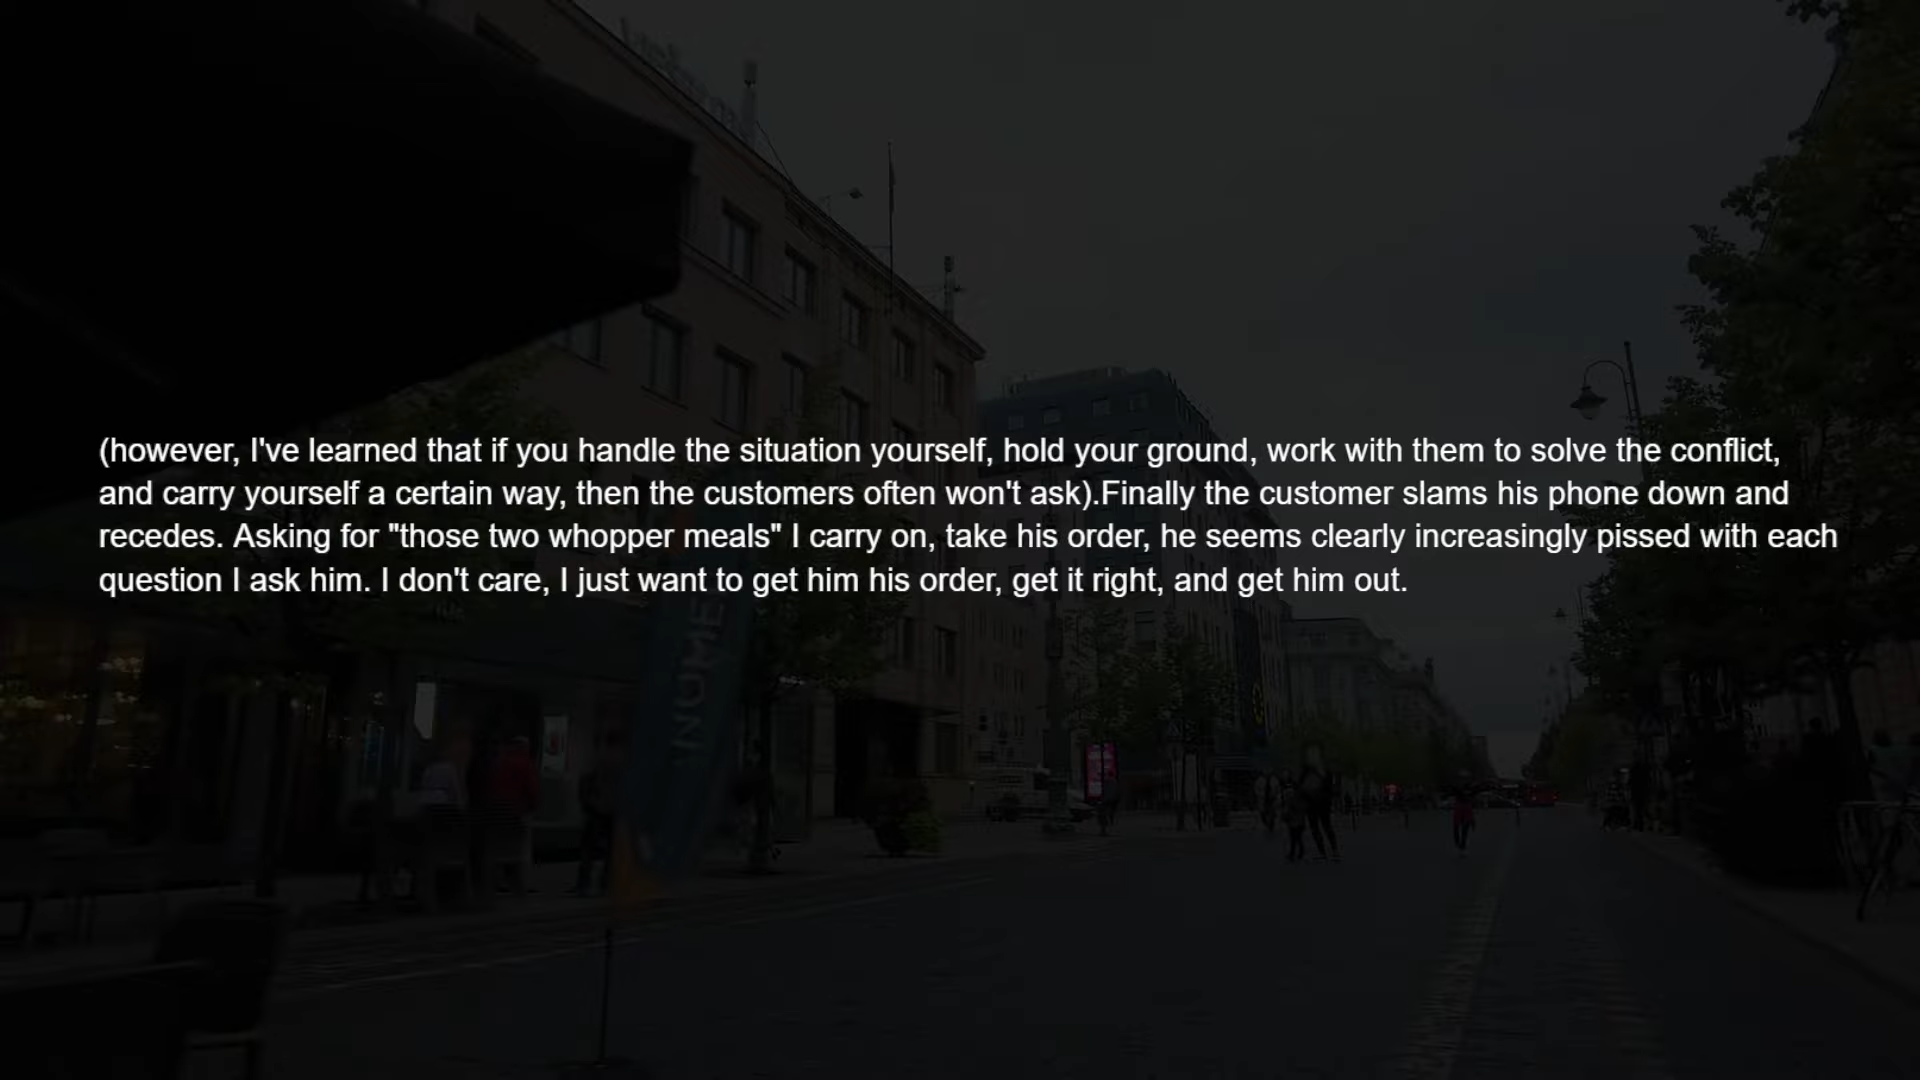 (however, I've learned that if you handle the situation yourself, hold your ground, work with them to solve the conflict,
and carry yourself a certain way, then the customers often won't ask).Finally the customer slams his phone down and
recedes. Asking for "those two whopper meals" I carry on, take his order, he seems clearly increasingly pissed with each
question I ask him. I don't care, I just want to get him his order, get it right, and get him out.